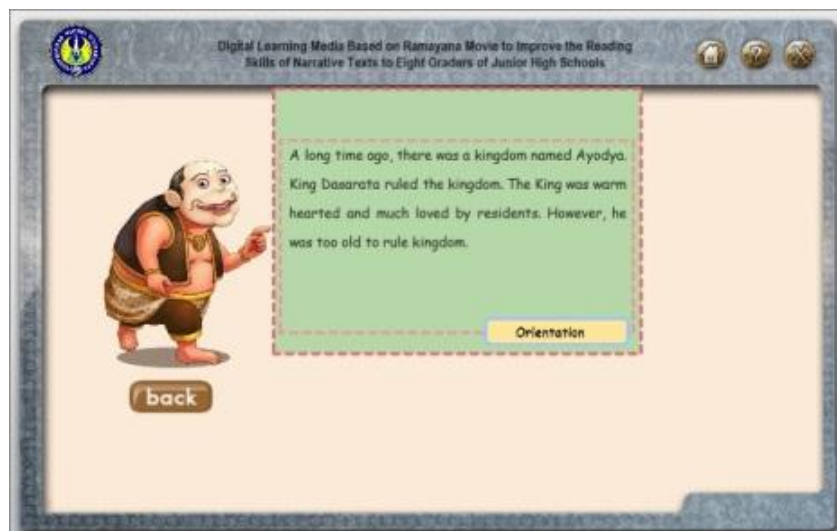 Digital Learning Media Based on Ramayana Movie to Improve the Reading
Skills of Narrative Texts to Eight Graders of Junior High Schools
A long time ago, there was a kingdom named Ayodya.
King Dasarata ruled the kingdom. The King was warm
hearted and much loved by residents. However, he
was too old to rule kingdom.
Orientation
back